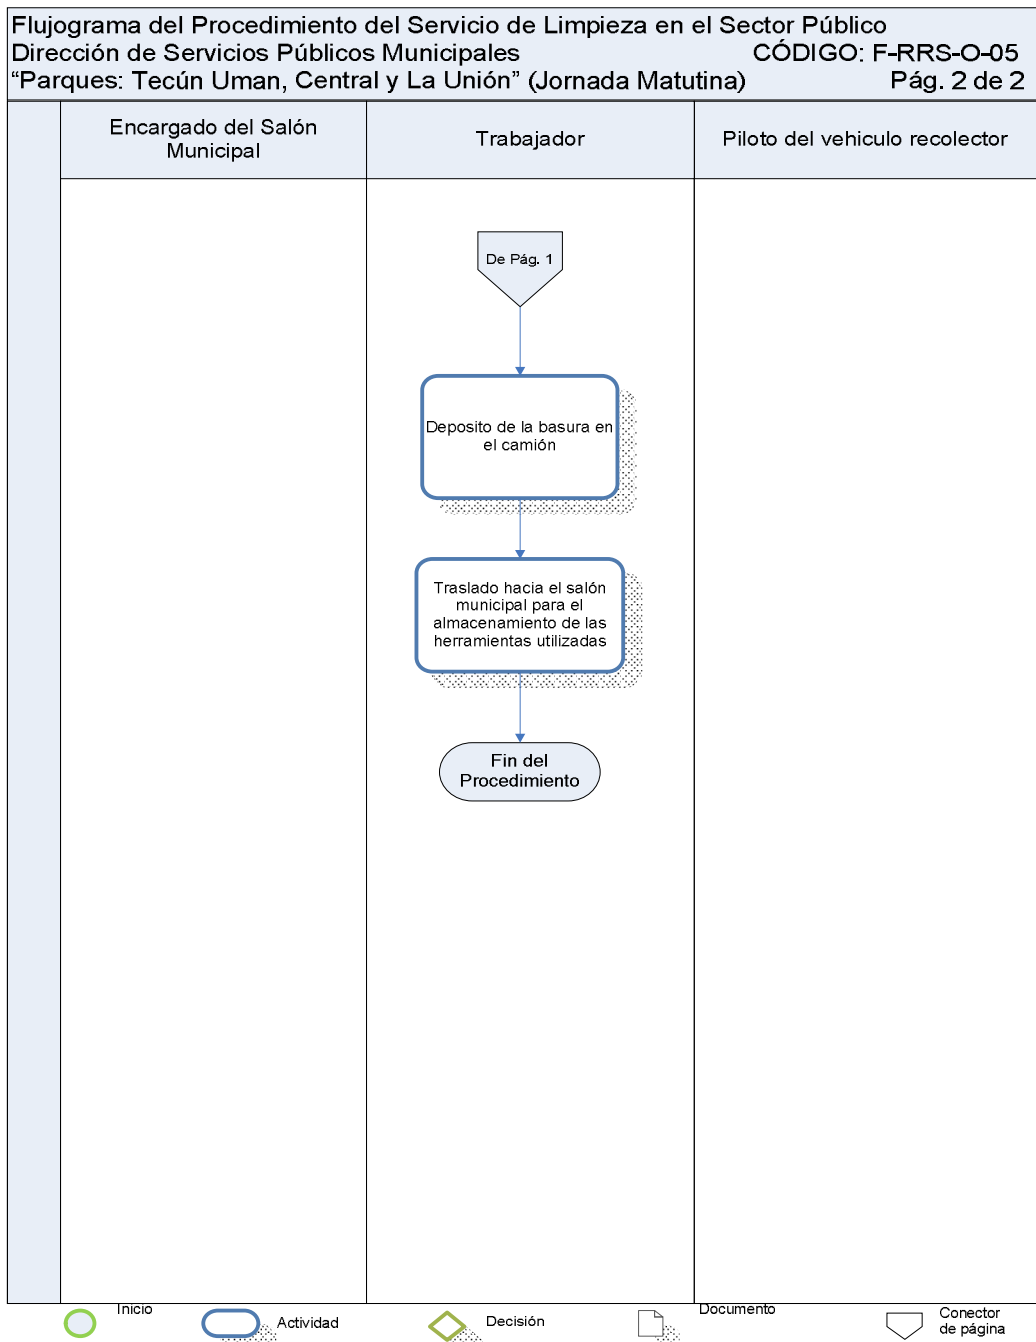 Flujograma del Procedimiento del Servicio de Limpieza en el Sector Público
Dirección de Servicios Públicos Municipales CÓDIGO: F-RRS-O-05
“Parques: Tecún Uman, Central y La Unión” (Jornada Matutina) Pág. 2 de 2
Encargado del Salón
Municipal
Trabajador
Piloto del vehiculo recolector
De Pág. 1
Deposito de la basura en
el camión
Traslado hacia el salón
municipal para el
almacenamiento de las
herramientas utilizadas
Fin del
Procedimiento
Inicio
Actividad
Decisión
Documento
Conector
de página